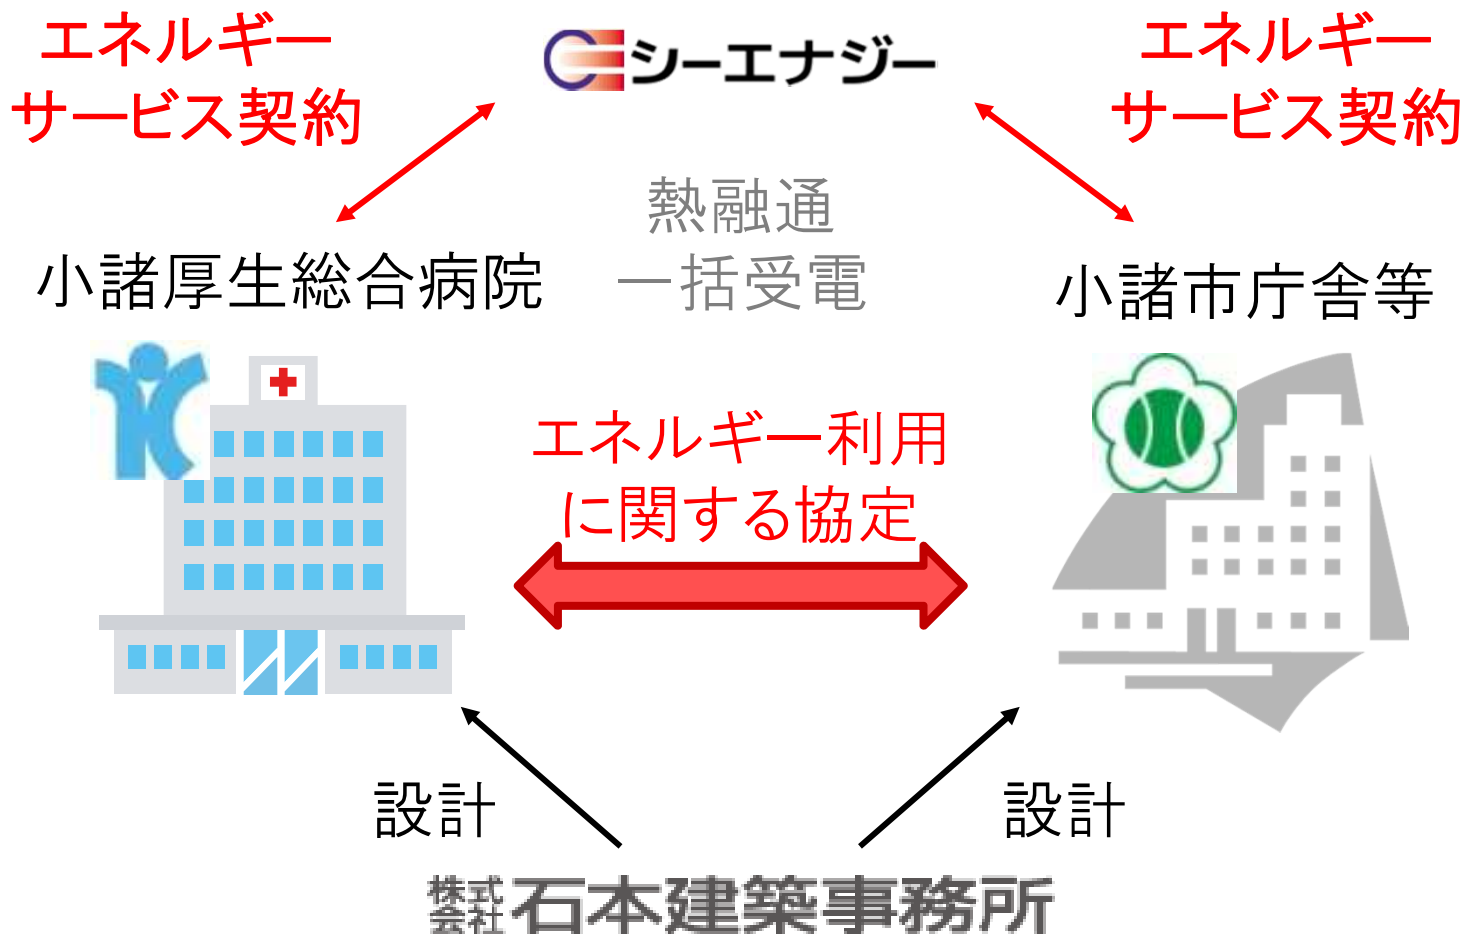 エネルギー
サービス契約
シーエナジー
エネルギー
サービス契約
熱融通
一括受電
小諸厚生総合病院
小諸市庁舎等
エネルギー利用
に関する協定
設計
設計
株式会社 石本建築事務所